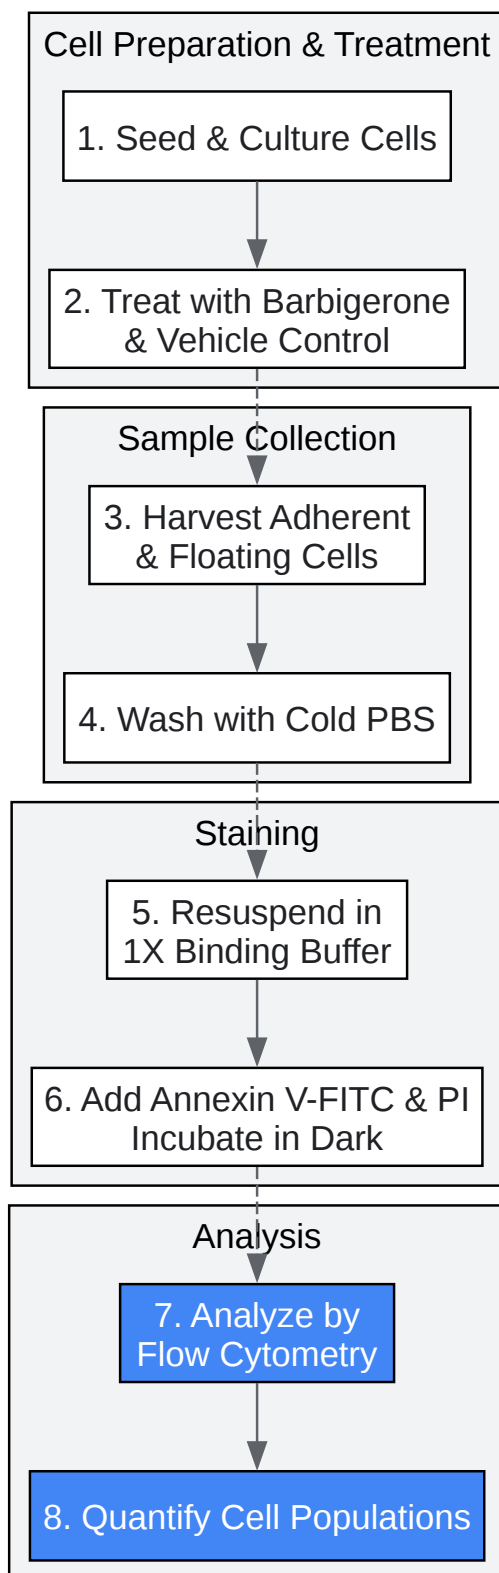 Cell Preparation & Treatment
1. Seed & Culture Cells
2. Treat with Barbigerone
& Vehicle Control
Sample Collection
3. Harvest Adherent
& Floating Cells
4. Wash with Cold PBS
Staining
5. Resuspend in
1X Binding Buffer
6. Add Annexin V-FITC & PI
Incubate in Dark
Analysis
7. Analyze by
Flow Cytometry
8. Quantify Cell Populations